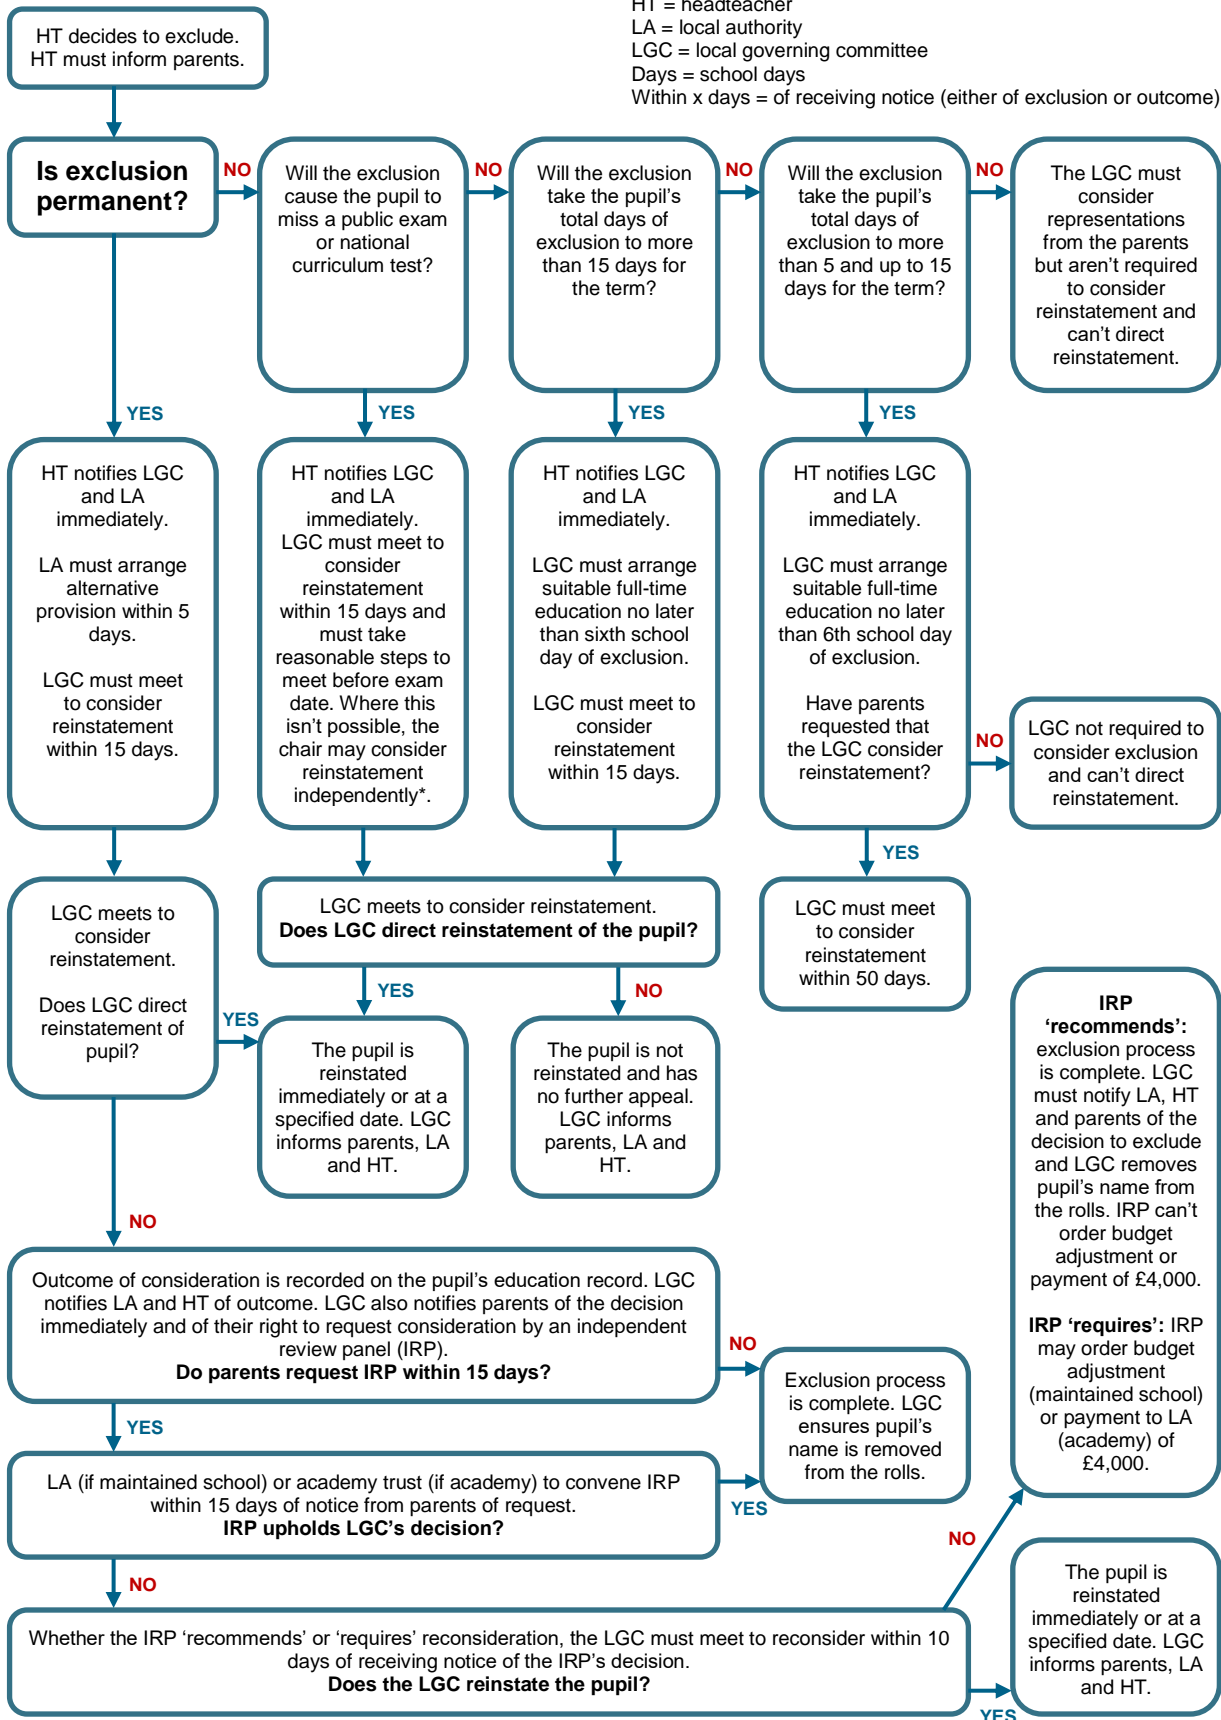 HT = headteacher
LA = local authority
LGC = local governing committee
Days = school days
Within x days = of receiving notice (either of exclusion or outcome)
HT decides to exclude.
HT must inform parents.
Is exclusion
permanent?
NO
Will the exclusion
cause the pupil to
miss a public exam
or national
curriculum test?
NO
Will the exclusion
take the pupil’s
total days of
exclusion to more
than 15 days for
the term?
NO
Will the exclusion
take the pupil’s
total days of
exclusion to more
than 5 and up to 15
days for the term?
NO
The LGC must
consider
representations
from the parents
but aren’t required
to consider
reinstatement and
can’t direct
reinstatement.
YES
YES
YES
YES
HT notifies LGC
and LA
immediately.
LA must arrange
alternative
provision within 5
days.
LGC must meet
to consider
reinstatement
within 15 days.
HT notifies LGC
and LA
immediately.
LGC must meet to
consider
reinstatement
within 15 days and
must take
reasonable steps to
meet before exam
date. Where this
isn’t possible, the
chair may consider
reinstatement
independently*.
HT notifies LGC
and LA
immediately.
LGC must arrange
suitable full-time
education no later
than sixth school
day of exclusion.
LGC must meet to
consider
reinstatement
within 15 days.
HT notifies LGC
and LA
immediately.
LGC must arrange
suitable full-time
education no later
than 6th school day
of exclusion.
Have parents
requested that
the LGC consider
reinstatement?
NO
LGC not required to
consider exclusion
and can’t direct
reinstatement.
YES
LGC meets to
consider
reinstatement.
Does LGC direct
reinstatement of
pupil?
YES
LGC meets to consider reinstatement.
Does LGC direct reinstatement of the pupil?
LGC must meet
to consider
reinstatement
within 50 days.
YES
NO
The pupil is
reinstated
immediately or at a
specified date. LGC
informs parents, LA
and HT.
The pupil is not
reinstated and has
no further appeal.
LGC informs
parents, LA and
HT.
IRP
‘recommends’:
exclusion process
is complete. LGC
must notify LA, HT
and parents of the
decision to exclude
and LGC removes
pupil’s name from
the rolls. IRP can’t
order budget
adjustment or
payment of £4,000.
IRP ‘requires’: IRP
may order budget
adjustment
(maintained school)
or payment to LA
(academy) of
£4,000.
NO
Outcome of consideration is recorded on the pupil’s education record. LGC
notifies LA and HT of outcome. LGC also notifies parents of the decision
immediately and of their right to request consideration by an independent
review panel (IRP).
Do parents request IRP within 15 days?
NO
Exclusion process
is complete. LGC
ensures pupil’s
name is removed
from the rolls.
YES
LA (if maintained school) or academy trust (if academy) to convene IRP
within 15 days of notice from parents of request.
IRP upholds LGC’s decision?
YES
NO
Whether the IRP ‘recommends’ or ‘requires’ reconsideration, the LGC must meet to reconsider within 10
days of receiving notice of the IRP’s decision.
Does the LGC reinstate the pupil?
NO
YES
The pupil is
reinstated
immediately or at a
specified date. LGC
informs parents, LA
and HT.